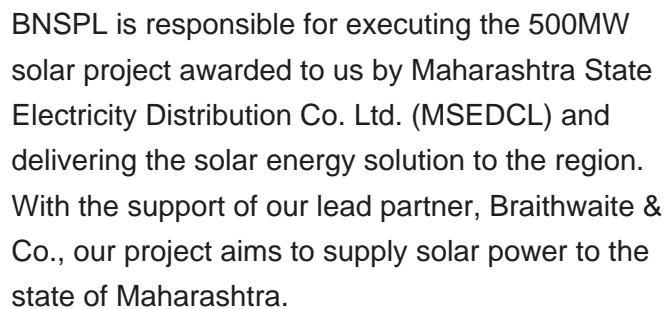 BNSPL is responsible for executing the 500MW
solar project awarded to us by Maharashtra State
Electricity Distribution Co. Ltd. (MSEDCL) and
delivering the solar energy solution to the region.
With the support of our lead partner, Braithwaite &
Co., our project aims to supply solar power to the
state of Maharashtra.